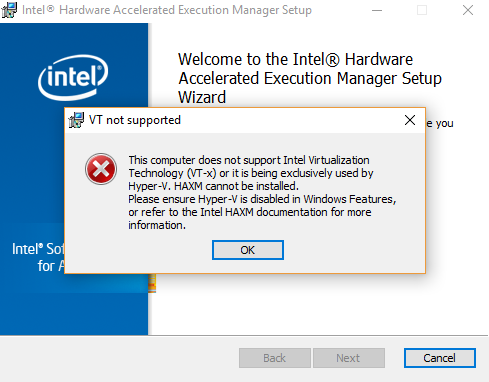 Intel® Hardware Accelerated Execution Manager Setup
Welcome to the Intel® Hardware
Accelerated Execution Manager Setup
Wizard
you
intel
VT not supported
This computer does not support Intel Virtualization
Technology (VT-x) or it is being exclusively used by
Hyper-V. HAXM cannot be installed.
Please ensure Hyper-V is disabled in Windows Features,
or refer to the Intel HAXM documentation for more
information.
OK
Intel® So
for A
Back
Next
Cancel